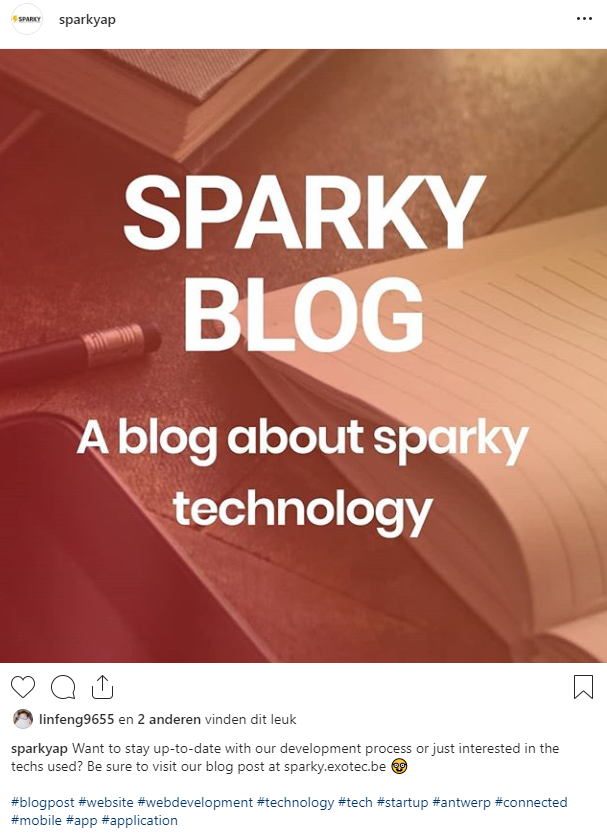 SPARKY
sparkyap
SPARKY
BLOG
A blog about sparky
technology
linfeng9655 en 2 anderen vinden dit leuk
sparkyap Want to stay up-to-date with our development process or just interested in the
techs used? Be sure to visit our blog post at sparky.exotec.be 🤓
#blogpost #website #webdevelopment #technology #tech #startup #antwerp #connected
#mobile #app #application